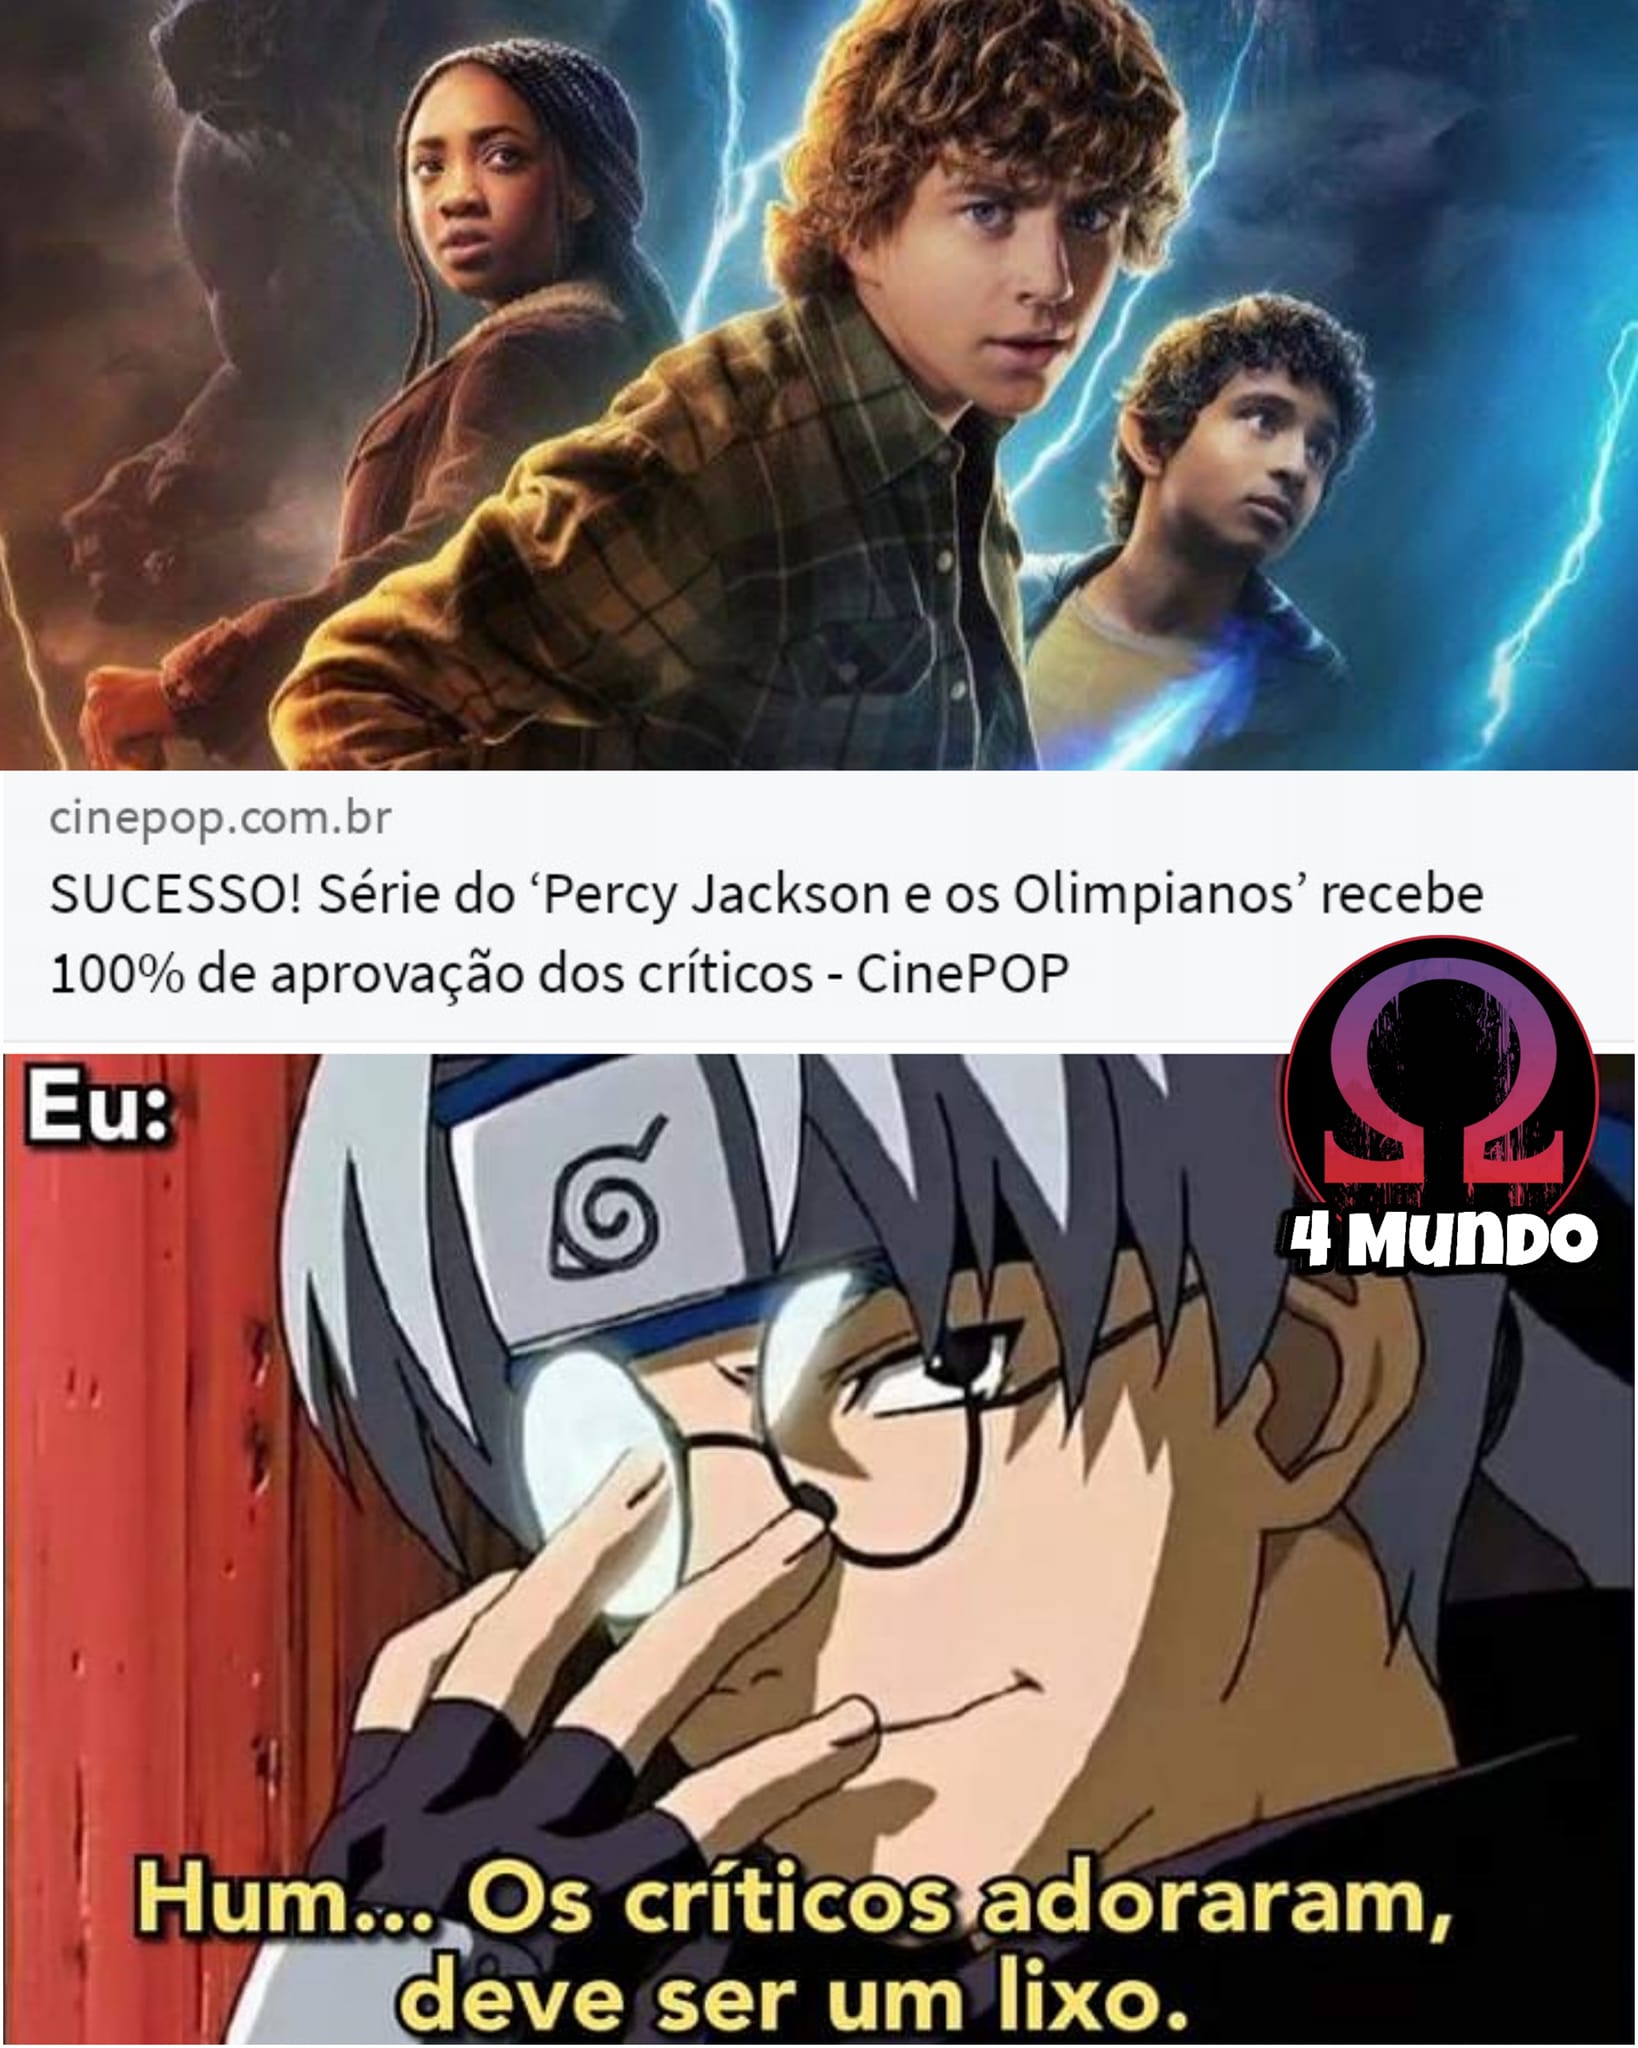 cinepop.com.br
SUCESSO! Série do ‘Percy Jackson e os Olimpianos’ recebe
100% de aprovação dos críticos - CinePOP
Eu:
Ω
4 MUNDO
Hum... Os críticos adoraram,
deve ser um lixo.